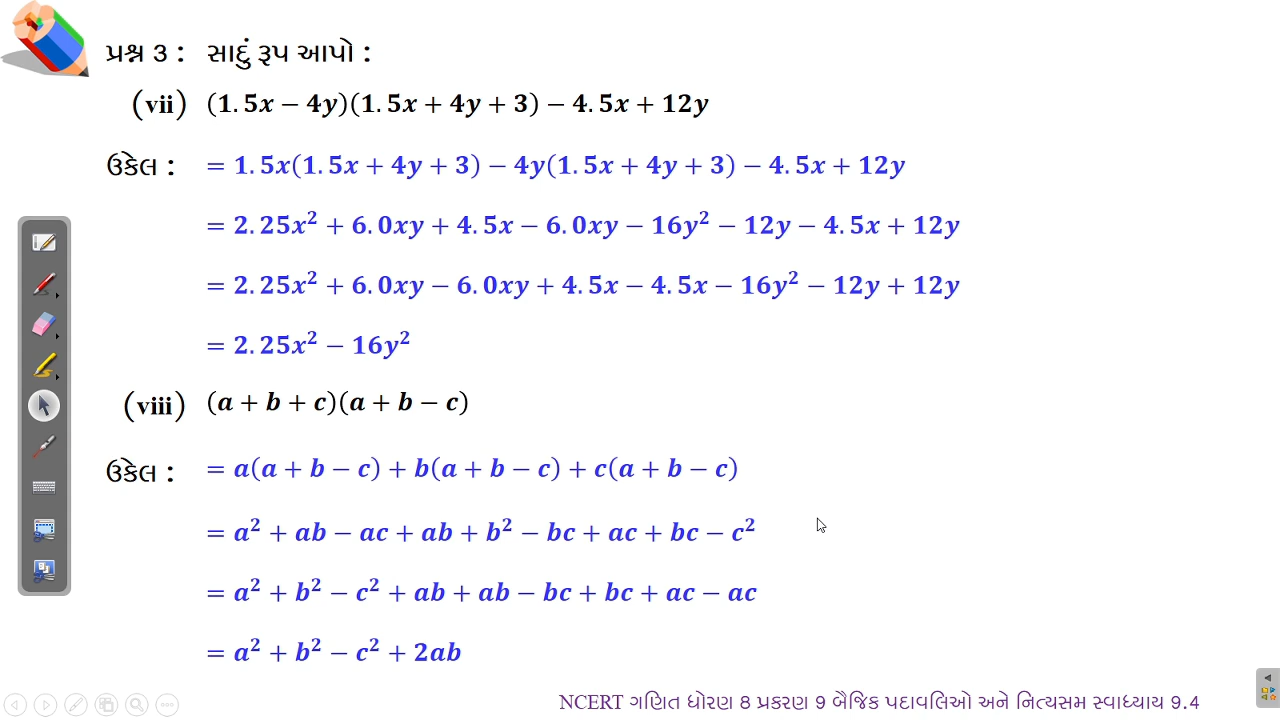 પ્રશ્ન 3 : સાદું રૂપ આપો :
(vii) (1.5x − 4y)(1.5x + 4y + 3) − 4.5x + 12y
ઉકેલ : = 1.5x(1.5x + 4y + 3) − 4y(1.5x + 4y + 3) − 4.5x + 12y
= 2.25x² + 6.0xy + 4.5x − 6.0xy − 16y² − 12y − 4.5x + 12y
= 2.25x² + 6.0xy − 6.0xy + 4.5x − 4.5x − 16y² − 12y + 12y
= 2.25x² − 16y²
(viii) (a + b + c)(a + b − c)
ઉકેલ : = a(a + b − c) + b(a + b − c) + c(a + b − c)
= a² + ab − ac + ab + b² − bc + ac + bc − c²
= a² + b² − c² + ab + ab − bc + bc + ac − ac
= a² + b² − c² + 2ab
NCERT ગણિત ધોરણ 8 પ્રકરણ 9 બૈજિક પદાવલિઓ અને નિત્યસમ સ્વાધ્યાય 9.4